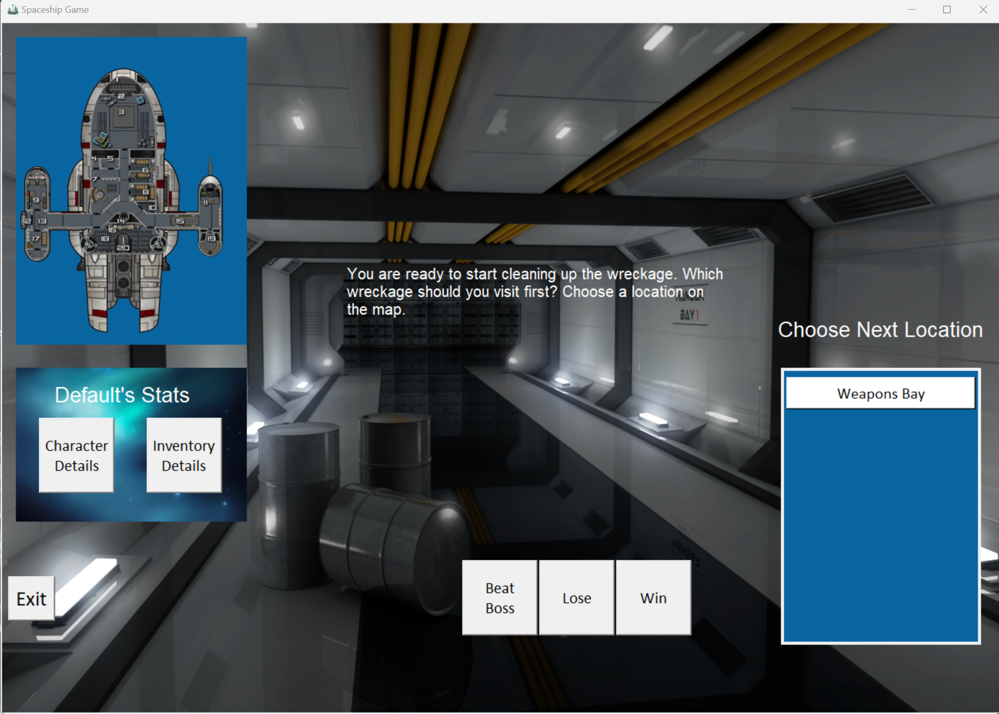 Spaceship Game
1
2
3
4 5
6
7
8
9
10
11
12 13
14
15
16
17
18
19
20
You are ready to start cleaning up the wreckage. Which
wreckage should you visit first? Choose a location on
the map.
HANGER
BAY 1
Choose Next Location
Weapons Bay
Default's Stats
Character
Details
Inventory
Details
Beat
Boss
Lose
Win
Exit